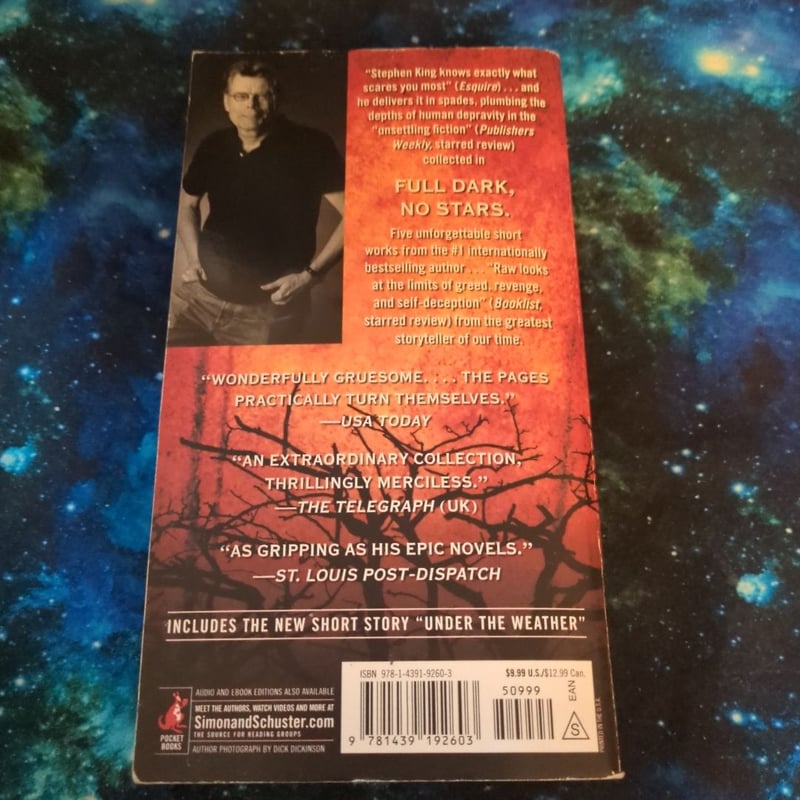 "Stephen King knows exactly what
scares you most" (Esquire) . . . and
he delivers it in spades, plumbing the
depths of human depravity in the
"unsettling fiction" (Publishers
Weekly, starred review)
collected in
FULL DARK,
NO STARS.
Five unforgettable short
works from the #1 internationally
bestselling author . . . "Raw looks
at the limits of greed, revenge,
and self-deception" (Booklist,
starred review) from the greatest
storyteller of our time.
"WONDERFULLY GRUESOME. . . . THE PAGES
PRACTICALLY TURN THEMSELVES."
—USA TODAY
"AN EXTRAORDINARY COLLECTION,
THRILLINGLY MERCILESS."
—THE TELEGRAPH (UK)
"AS GRIPPING AS HIS EPIC NOVELS."
—ST. LOUIS POST-DISPATCH
INCLUDES THE NEW SHORT STORY "UNDER THE WEATHER"
POCKET
BOOKS
AUDIO AND EBOOK EDITIONS ALSO AVAILABLE
MEET THE AUTHORS, WATCH VIDEOS AND MORE AT
SimonandSchuster.com
THE SOURCE FOR READING GROUPS
AUTHOR PHOTOGRAPH BY DICK DICKINSON
ISBN 978-1-4391-9260-3
$9.99 U.S./$12.99 Can.
50999
9 781439 192603
EAN
S
PRINTED IN THE U.S.A.